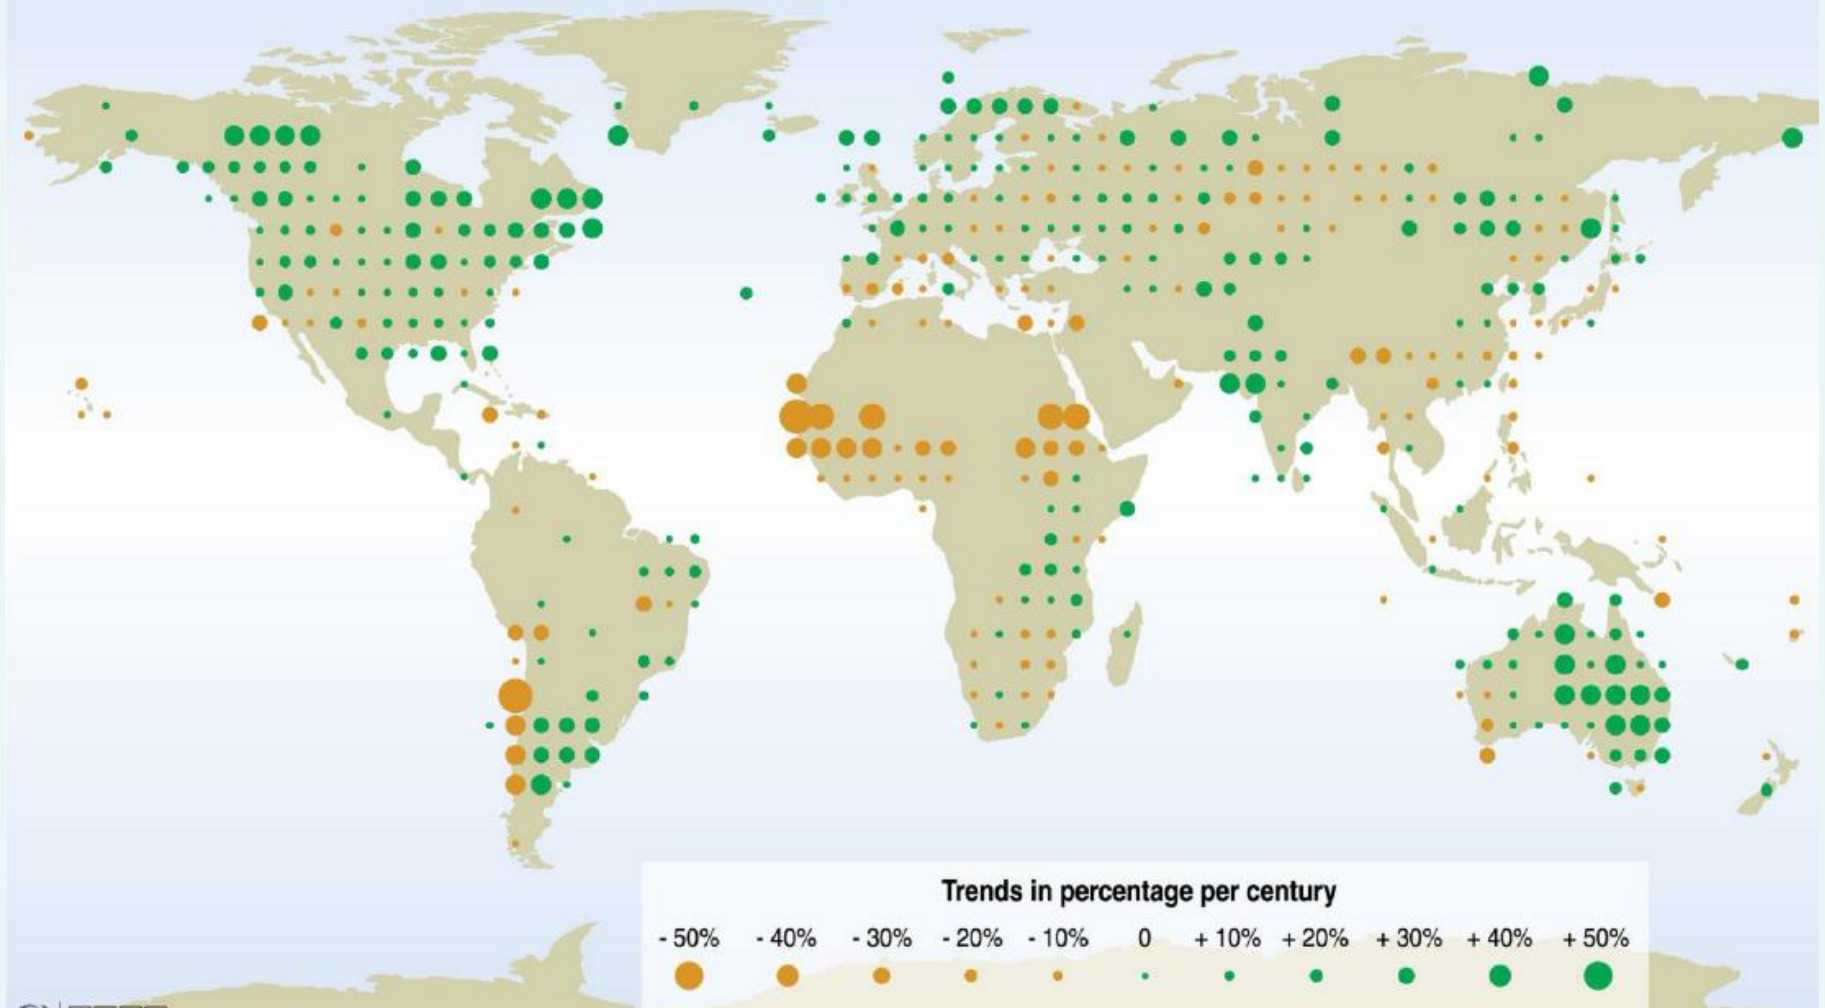 Trends in percentage per century
- 50% - 40% - 30% - 20% - 10% 0 + 10% + 20% + 30% + 40% + 50%